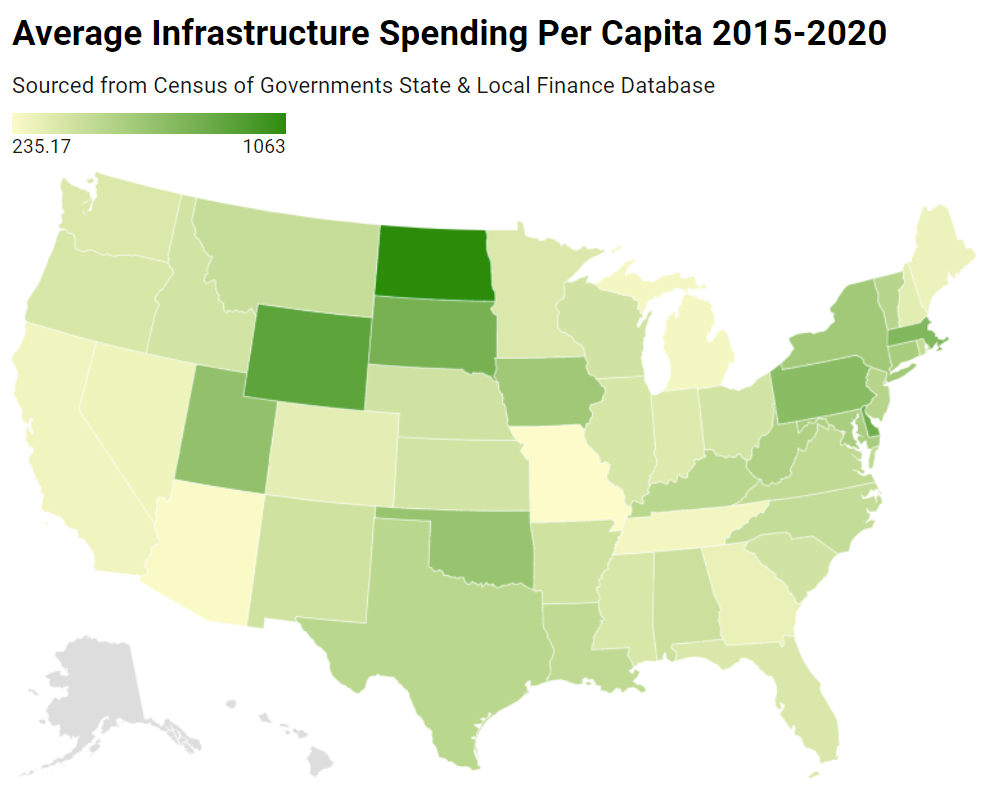 Average Infrastructure Spending Per Capita 2015-2020
Sourced from Census of Governments State & Local Finance Database
235.17 1063